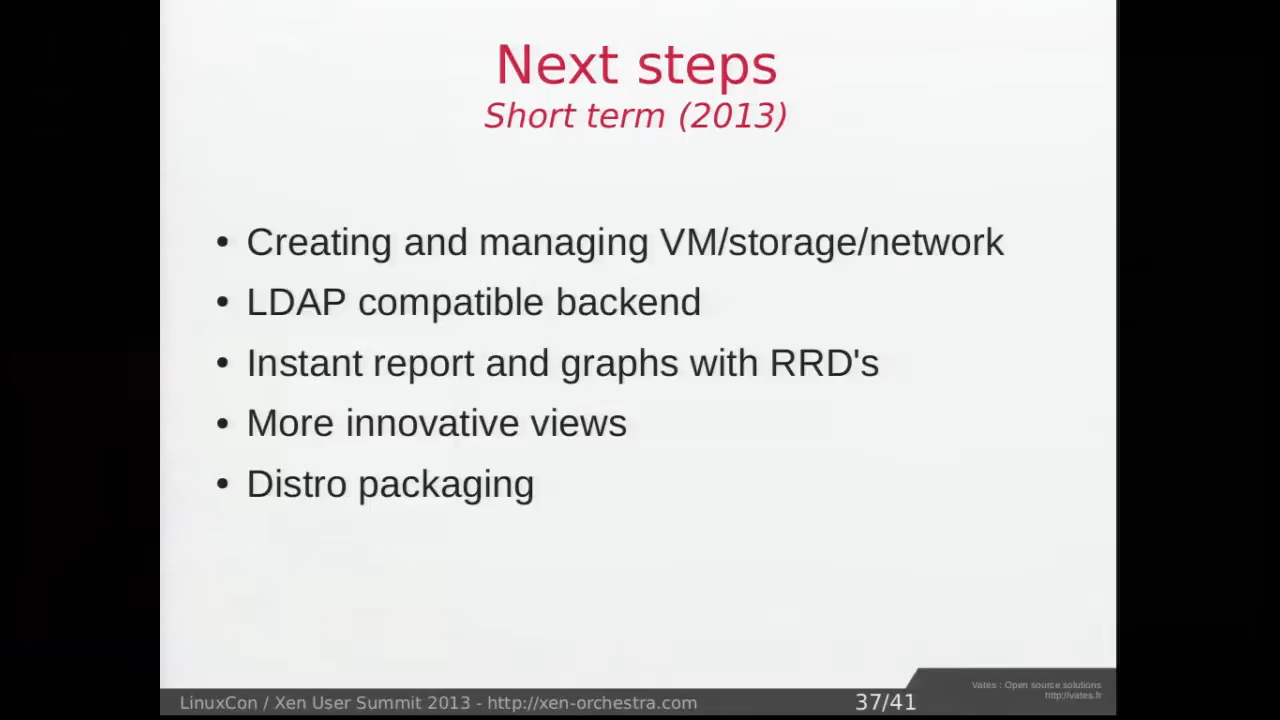 Next steps
Short term (2013)
• Creating and managing VM/storage/network
• LDAP compatible backend
• Instant report and graphs with RRD's
• More innovative views
• Distro packaging
Vates : Open source solutions
http://vates.fr
LinuxCon / Xen User Summit 2013 - http://xen-orchestra.com
37/41